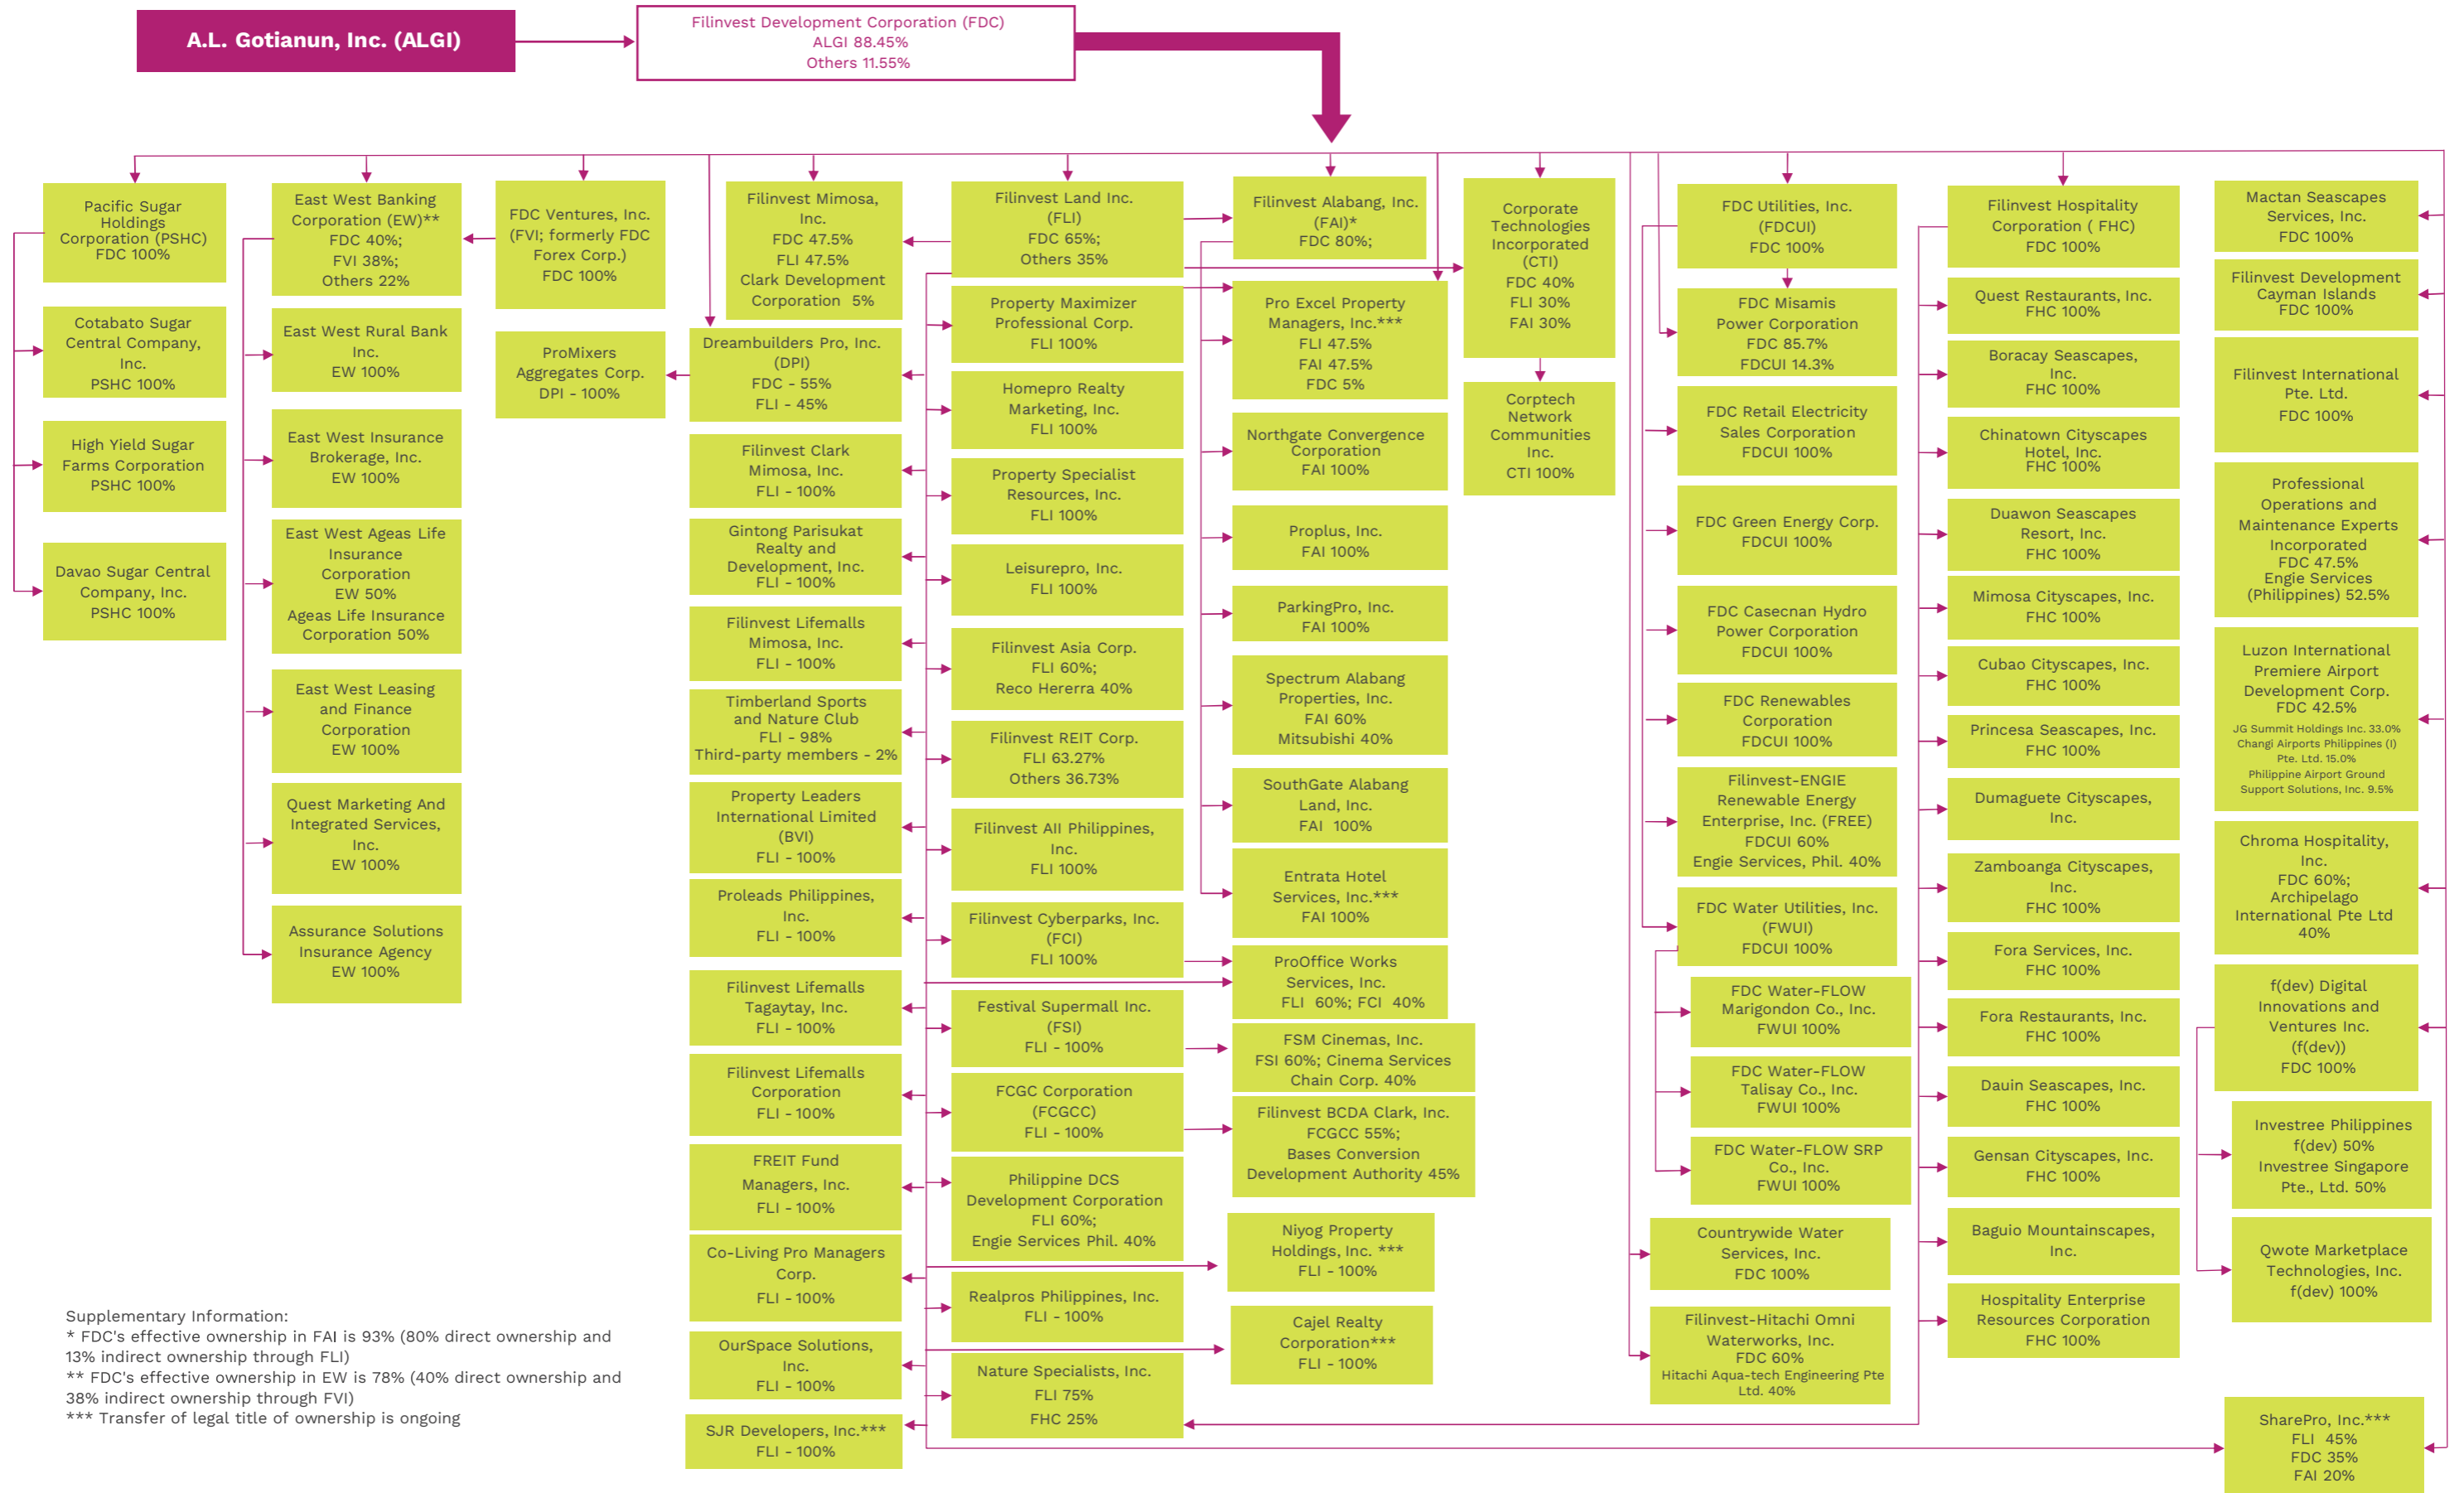 A.L. Gotianun, Inc. (ALGI)
Filinvest Development Corporation (FDC)
ALGI 88.45%
Others 11.55%
Pacific Sugar
Holdings
Corporation (PSHC)
FDC 100%
Cotabato Sugar
Central Company,
Inc.
PSHC 100%
High Yield Sugar
Farms Corporation
PSHC 100%
Davao Sugar Central
Company, Inc.
PSHC 100%
East West Banking
Corporation (EW)**
FDC 40%;
FVI 38%;
Others 22%
East West Rural Bank
Inc.
EW 100%
East West Insurance
Brokerage, Inc.
EW 100%
East West Ageas Life
Insurance
Corporation
EW 50%
Ageas Life Insurance
Corporation 50%
East West Leasing
and Finance
Corporation
EW 100%
Quest Marketing And
Integrated Services,
Inc.
EW 100%
Assurance Solutions
Insurance Agency
EW 100%
FDC Ventures, Inc.
(FVI; formerly FDC
Forex Corp.)
FDC 100%
ProMixers
Aggregates Corp.
DPI - 100%
Filinvest Mimosa,
Inc.
FDC 47.5%
FLI 47.5%
Clark Development
Corporation 5%
Dreambuilders Pro, Inc.
(DPI)
FDC - 55%
FLI - 45%
Filinvest Clark
Mimosa, Inc.
FLI - 100%
Gintong Parisukat
Realty and
Development, Inc.
FLI - 100%
Filinvest Lifemalls
Mimosa, Inc.
FLI - 100%
Timberland Sports
and Nature Club
FLI - 98%
Third-party members - 2%
Property Leaders
International Limited
(BVI)
FLI - 100%
Proleads Philippines,
Inc.
FLI - 100%
Filinvest Lifemalls
Tagaytay, Inc.
FLI - 100%
Filinvest Lifemalls
Corporation
FLI - 100%
FREIT Fund
Managers, Inc.
FLI - 100%
Co-Living Pro Managers
Corp.
FLI - 100%
OurSpace Solutions,
Inc.
FLI - 100%
SJR Developers, Inc.***
FLI - 100%
Filinvest Land Inc.
(FLI)
FDC 65%;
Others 35%
Property Maximizer
Professional Corp.
FLI 100%
Homepro Realty
Marketing, Inc.
FLI 100%
Property Specialist
Resources, Inc.
FLI 100%
Leisurepro, Inc.
FLI 100%
Filinvest Asia Corp.
FLI 60%;
Reco Hererra 40%
Filinvest REIT Corp.
FLI 63.27%
Others 36.73%
Filinvest AII Philippines,
Inc.
FLI 100%
Filinvest Cyberparks, Inc.
(FCI)
FLI 100%
Festival Supermall Inc.
(FSI)
FLI - 100%
FCGC Corporation
(FCGCC)
FLI - 100%
Philippine DCS
Development Corporation
FLI 60%;
Engie Services Phil. 40%
Realpros Philippines, Inc.
FLI - 100%
Nature Specialists, Inc.
FLI 75%
FHC 25%
Filinvest Alabang, Inc.
(FAI)*
FDC 80%;
Pro Excel Property
Managers, Inc.***
FLI 47.5%
FAI 47.5%
FDC 5%
Northgate Convergence
Corporation
FAI 100%
Proplus, Inc.
FAI 100%
ParkingPro, Inc.
FAI 100%
Spectrum Alabang
Properties, Inc.
FAI 60%
Mitsubishi 40%
SouthGate Alabang
Land, Inc.
FAI 100%
Entrata Hotel
Services, Inc.***
FAI 100%
ProOffice Works
Services, Inc.
FLI 60%; FCI 40%
FSM Cinemas, Inc.
FSI 60%; Cinema Services
Chain Corp. 40%
Filinvest BCDA Clark, Inc.
FCGCC 55%;
Bases Conversion
Development Authority 45%
Niyog Property
Holdings, Inc. ***
FLI - 100%
Cajel Realty
Corporation***
FLI - 100%
Corporate
Technologies
Incorporated
(CTI)
FDC 40%
FLI 30%
FAI 30%
Corptech
Network
Communities
Inc.
CTI 100%
FDC Utilities, Inc.
(FDCUI)
FDC 100%
FDC Misamis
Power Corporation
FDC 85.7%
FDCUI 14.3%
FDC Retail Electricity
Sales Corporation
FDCUI 100%
FDC Green Energy Corp.
FDCUI 100%
FDC Casecnan Hydro
Power Corporation
FDCUI 100%
FDC Renewables
Corporation
FDCUI 100%
Filinvest-ENGIE
Renewable Energy
Enterprise, Inc. (FREE)
FDCUI 60%
Engie Services, Phil. 40%
FDC Water Utilities, Inc.
(FWUI)
FDCUI 100%
FDC Water-FLOW
Marigondon Co., Inc.
FWUI 100%
FDC Water-FLOW
Talisay Co., Inc.
FWUI 100%
FDC Water-FLOW SRP
Co., Inc.
FWUI 100%
Countrywide Water
Services, Inc.
FDC 100%
Filinvest-Hitachi Omni
Waterworks, Inc.
FDC 60%
Hitachi Aqua-tech Engineering Pte
Ltd. 40%
Filinvest Hospitality
Corporation ( FHC)
FDC 100%
Quest Restaurants, Inc.
FHC 100%
Boracay Seascapes,
Inc.
FHC 100%
Chinatown Cityscapes
Hotel, Inc.
FHC 100%
Duawon Seascapes
Resort, Inc.
FHC 100%
Mimosa Cityscapes, Inc.
FHC 100%
Cubao Cityscapes, Inc.
FHC 100%
Princesa Seascapes, Inc.
FHC 100%
Dumaguete Cityscapes,
Inc.
Zamboanga Cityscapes,
Inc.
FHC 100%
Fora Services, Inc.
FHC 100%
Fora Restaurants, Inc.
FHC 100%
Dauin Seascapes, Inc.
FHC 100%
Gensan Cityscapes, Inc.
FHC 100%
Baguio Mountainscapes,
Inc.
Hospitality Enterprise
Resources Corporation
FHC 100%
Mactan Seascapes
Services, Inc.
FDC 100%
Filinvest Development
Cayman Islands
FDC 100%
Filinvest International
Pte. Ltd.
FDC 100%
Professional
Operations and
Maintenance Experts
Incorporated
FDC 47.5%
Engie Services
(Philippines) 52.5%
Luzon International
Premiere Airport
Development Corp.
FDC 42.5%
JG Summit Holdings Inc. 33.0%
Changi Airports Philippines (I)
Pte. Ltd. 15.0%
Philippine Airport Ground
Support Solutions, Inc. 9.5%
Chroma Hospitality,
Inc.
FDC 60%;
Archipelago
International Pte Ltd
40%
f(dev) Digital
Innovations and
Ventures Inc.
(f(dev))
FDC 100%
Investree Philippines
f(dev) 50%
Investree Singapore
Pte., Ltd. 50%
Qwote Marketplace
Technologies, Inc.
f(dev) 100%
SharePro, Inc.***
FLI 45%
FDC 35%
FAI 20%
Supplementary Information:
* FDC's effective ownership in FAI is 93% (80% direct ownership and
13% indirect ownership through FLI)
** FDC's effective ownership in EW is 78% (40% direct ownership and
38% indirect ownership through FVI)
*** Transfer of legal title of ownership is ongoing